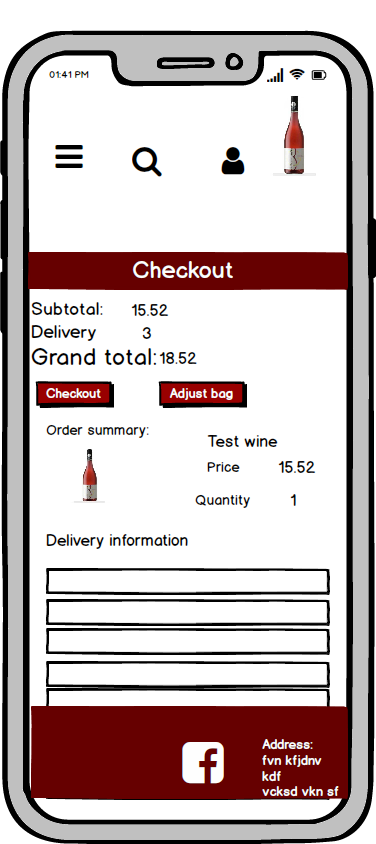 01:41 PM
Checkout
Subtotal: 15.52
Delivery 3
Grand total: 18.52
Checkout Adjust bag
Order summary:
Test wine
Price 15.52
Quantity 1
Delivery information
Address:
fvn kfjdnv
kdf
vcksd vkn sf